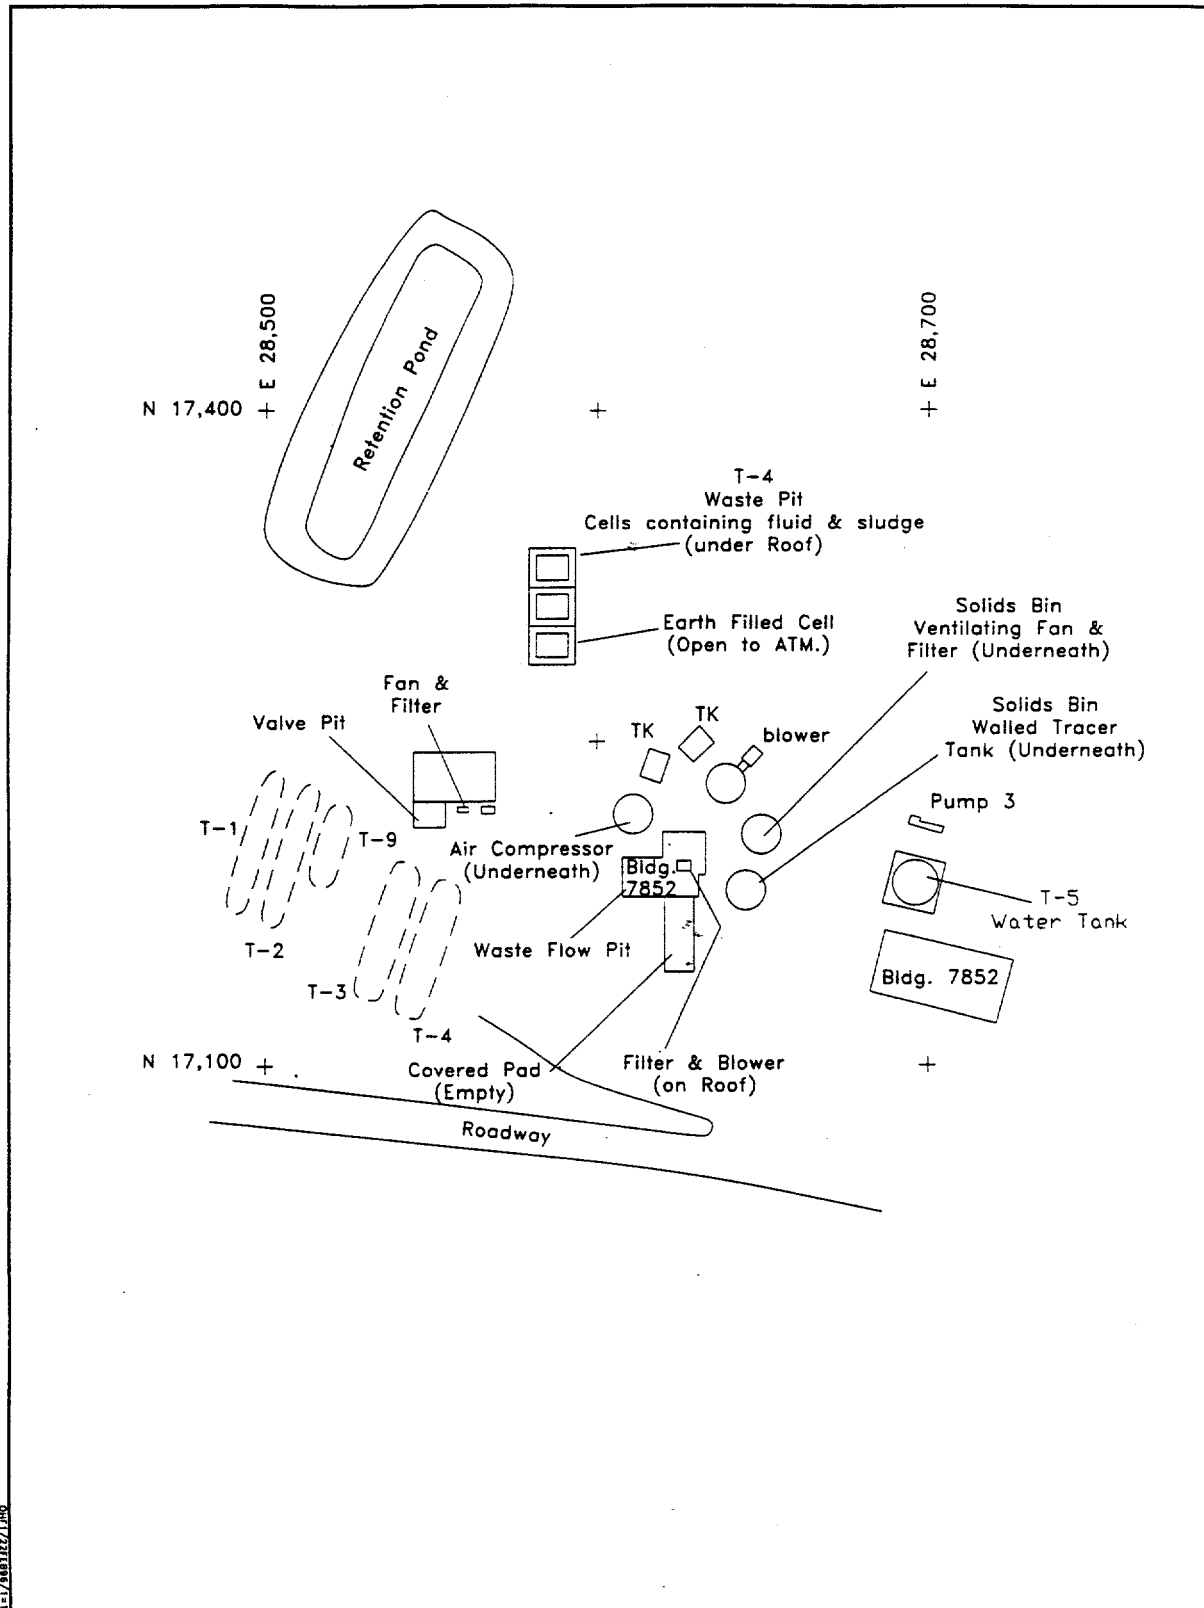 E 28,500
E 28,700
Retention Pond
N 17,400
T-4
Waste Pit
Cells containing fluid & sludge
(under Roof)
Earth Filled Cell
(Open to ATM.)
Solids Bin
Ventilating Fan &
Filter (Underneath)
Fan &
Filter
Valve Pit
TK
TK
blower
Solids Bin
Walled Tracer
Tank (Underneath)
Pump 3
T-1
T-9
Air Compressor
(Underneath)
Bldg.
7852
T-5
Water Tank
T-2
Waste Flow Pit
Bldg. 7852
T-3
T-4
N 17,100
Covered Pad
(Empty)
Filter & Blower
(on Roof)
Roadway